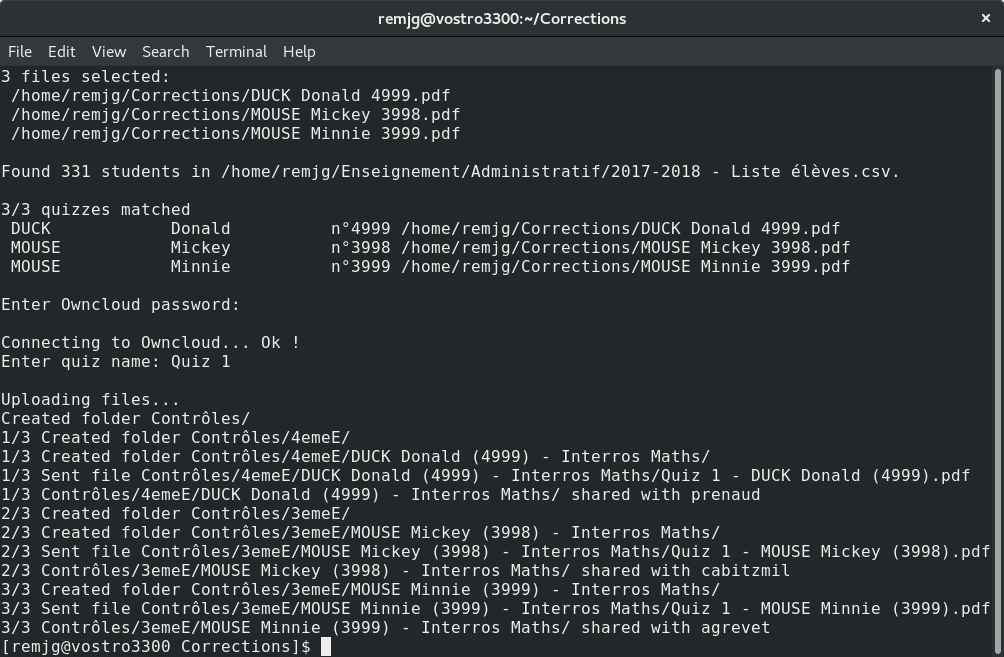 remjg@vostro3300:~/Corrections
File Edit View Search Terminal Help
3 files selected:
/home/remjg/Corrections/DUCK Donald 4999.pdf
/home/remjg/Corrections/MOUSE Mickey 3998.pdf
/home/remjg/Corrections/MOUSE Minnie 3999.pdf
Found 331 students in /home/remjg/Enseignement/Administratif/2017-2018 - Liste élèves.csv.
3/3 quizzes matched
DUCK Donald n°4999 /home/remjg/Corrections/DUCK Donald 4999.pdf
MOUSE Mickey n°3998 /home/remjg/Corrections/MOUSE Mickey 3998.pdf
MOUSE Minnie n°3999 /home/remjg/Corrections/MOUSE Minnie 3999.pdf
Enter Owncloud password:
Connecting to Owncloud... Ok !
Enter quiz name: Quiz 1
Uploading files...
Created folder Contrôles/
1/3 Created folder Contrôles/4emeE/
1/3 Created folder Contrôles/4emeE/DUCK Donald (4999) - Interros Maths/
1/3 Sent file Contrôles/4emeE/DUCK Donald (4999) - Interros Maths/Quiz 1 - DUCK Donald (4999).pdf
1/3 Contrôles/4emeE/DUCK Donald (4999) - Interros Maths/ shared with prenaud
2/3 Created folder Contrôles/3emeE/
2/3 Created folder Contrôles/3emeE/MOUSE Mickey (3998) - Interros Maths/
2/3 Sent file Contrôles/3emeE/MOUSE Mickey (3998) - Interros Maths/Quiz 1 - MOUSE Mickey (3998).pdf
2/3 Contrôles/3emeE/MOUSE Mickey (3998) - Interros Maths/ shared with cabitzmil
3/3 Created folder Contrôles/3emeE/MOUSE Minnie (3999) - Interros Maths/
3/3 Sent file Contrôles/3emeE/MOUSE Minnie (3999) - Interros Maths/Quiz 1 - MOUSE Minnie (3999).pdf
3/3 Contrôles/3emeE/MOUSE Minnie (3999) - Interros Maths/ shared with agrevet
[remjg@vostro3300 Corrections]$